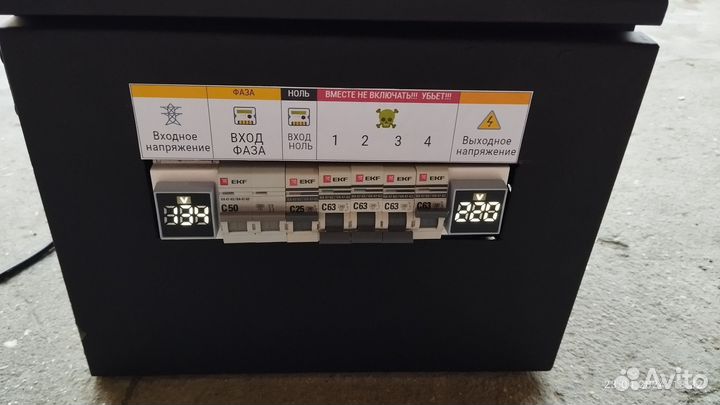 ФАЗА
НОЛЬ
ВМЕСТЕ НЕ ВКЛЮЧАТЬ!!! УБЬЕТ!!!
Входное
напряжение
ВХОД
ФАЗА
ВХОД
НОЛЬ
1 2 3 4
Выходное
напряжение
V
EKF
EKF
EKF
EKF
EKF
EKF
V
C50
C25
C63
C63
C63
C63
Avito